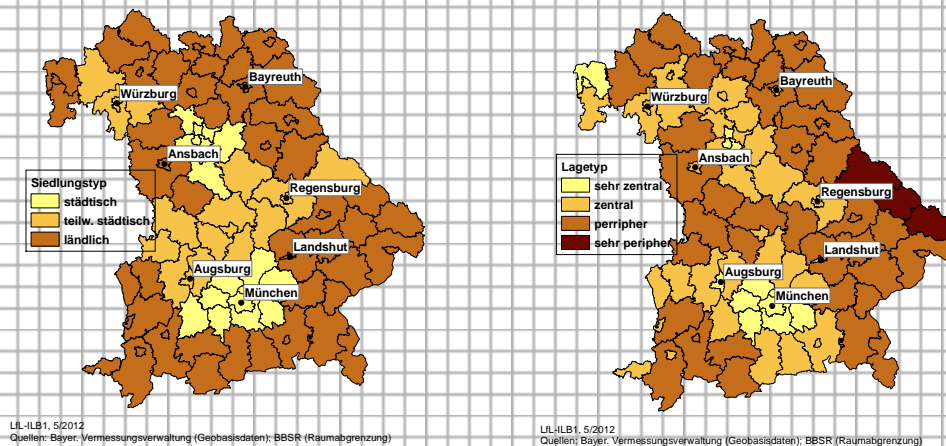 Bayreuth
Würzburg
Ansbach
Siedlungstyp
städtisch
teilw. städtisch
ländlich
Regensburg
Landshut
Augsburg
München
LfL-ILB1, 5/2012
Quellen: Bayer. Vermessungsverwaltung (Geobasisdaten); BBSR (Raumabgrenzung)
Bayreuth
Würzburg
Ansbach
Lagetyp
sehr zentral
zentral
perripher
sehr peripher
Regensburg
Landshut
Augsburg
München
LfL-ILB1, 5/2012
Quellen; Bayer. Vermessungsverwaltung (Geobasisdaten); BBSR (Raumabgrenzung)